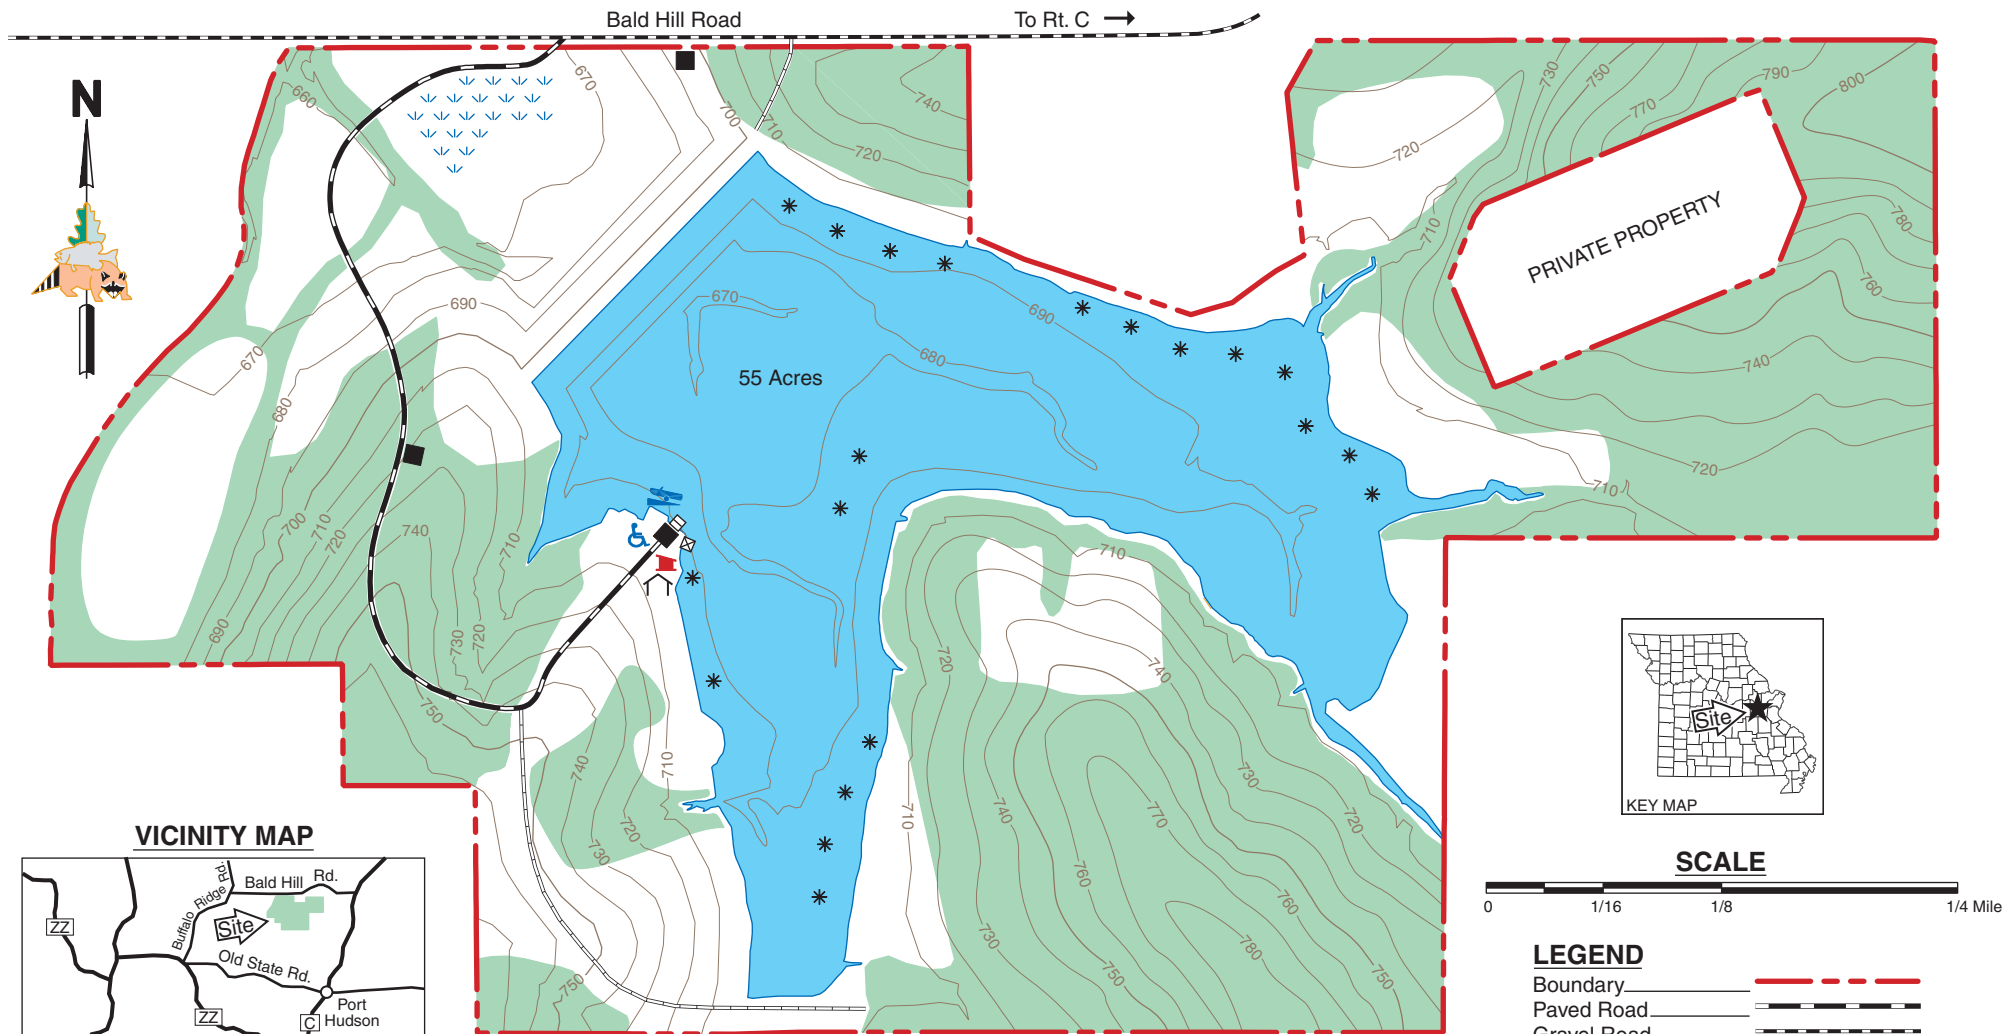 Bald Hill Road
To Rt. C
N
660
670
700
710
740
720
730
750
770
790
800
720
710
PRIVATE PROPERTY
780
760
740
720
710
690
670
680
670
690
680
55 Acres
700
710
720
740
710
690
730
720
750
710
720
740
740
710
720
730
710
740
730
720
770
760
760
730
780
750
750
750
Site
KEY MAP
VICINITY MAP
Buffalo Ridge Rd.
Bald Hill Rd.
ZZ
Site
Old State Rd.
Port
Hudson
ZZ
C
SCALE
0 1/16 1/8 1/4 Mile
LEGEND
Boundary
Paved Road
Gravel Road